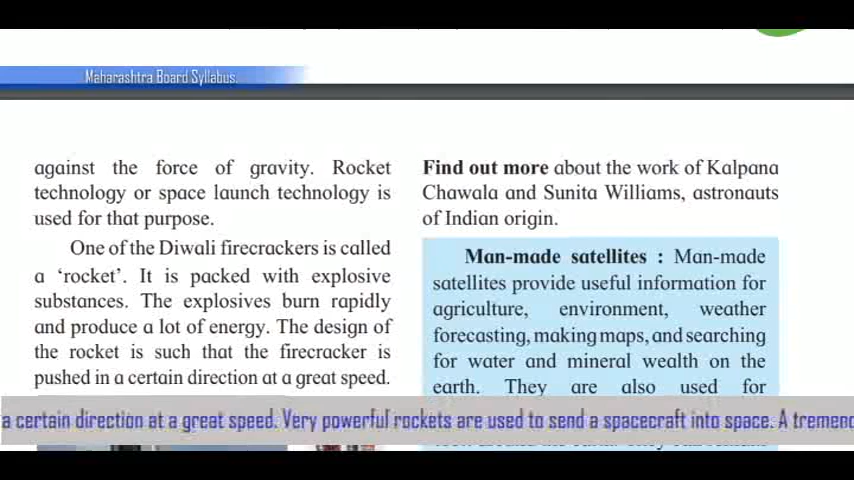 Maharashtra Board Syllabus.
against the force of gravity. Rocket
technology or space launch technology is
used for that purpose.
One of the Diwali firecrackers is called
a ‘rocket’. It is packed with explosive
substances. The explosives burn rapidly
and produce a lot of energy. The design of
the rocket is such that the firecracker is
pushed in a certain direction at a great speed.
Find out more about the work of Kalpana
Chawala and Sunita Williams, astronauts
of Indian origin.
Man-made satellites : Man-made
satellites provide useful information for
agriculture, environment, weather
forecasting, making maps, and searching
for water and mineral wealth on the
earth. They are also used for
a certain direction at a great speed. Very powerful rockets are used to send a spacecraft into space. A tremend